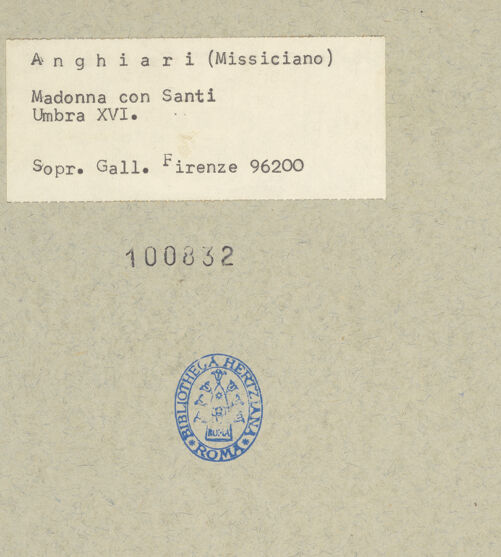 A n g h i a r i (Missiciano)
Madonna con Santi
Umbra XVI.
Sopr. Gall. Firenze 96200
100832
BIBLIOTHECA HERTZIANA
ROMA